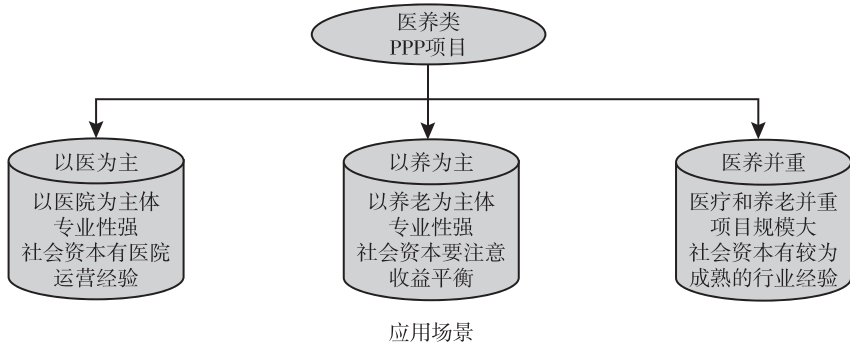 医养类
PPP项目
以医为主
以医院为主体
专业性强
社会资本有医院
运营经验
以养为主
以养老为主体
专业性强
社会资本要注意
收益平衡
医养并重
医疗和养老并重
项目规模大
社会资本有较为
成熟的行业经验
应用场景